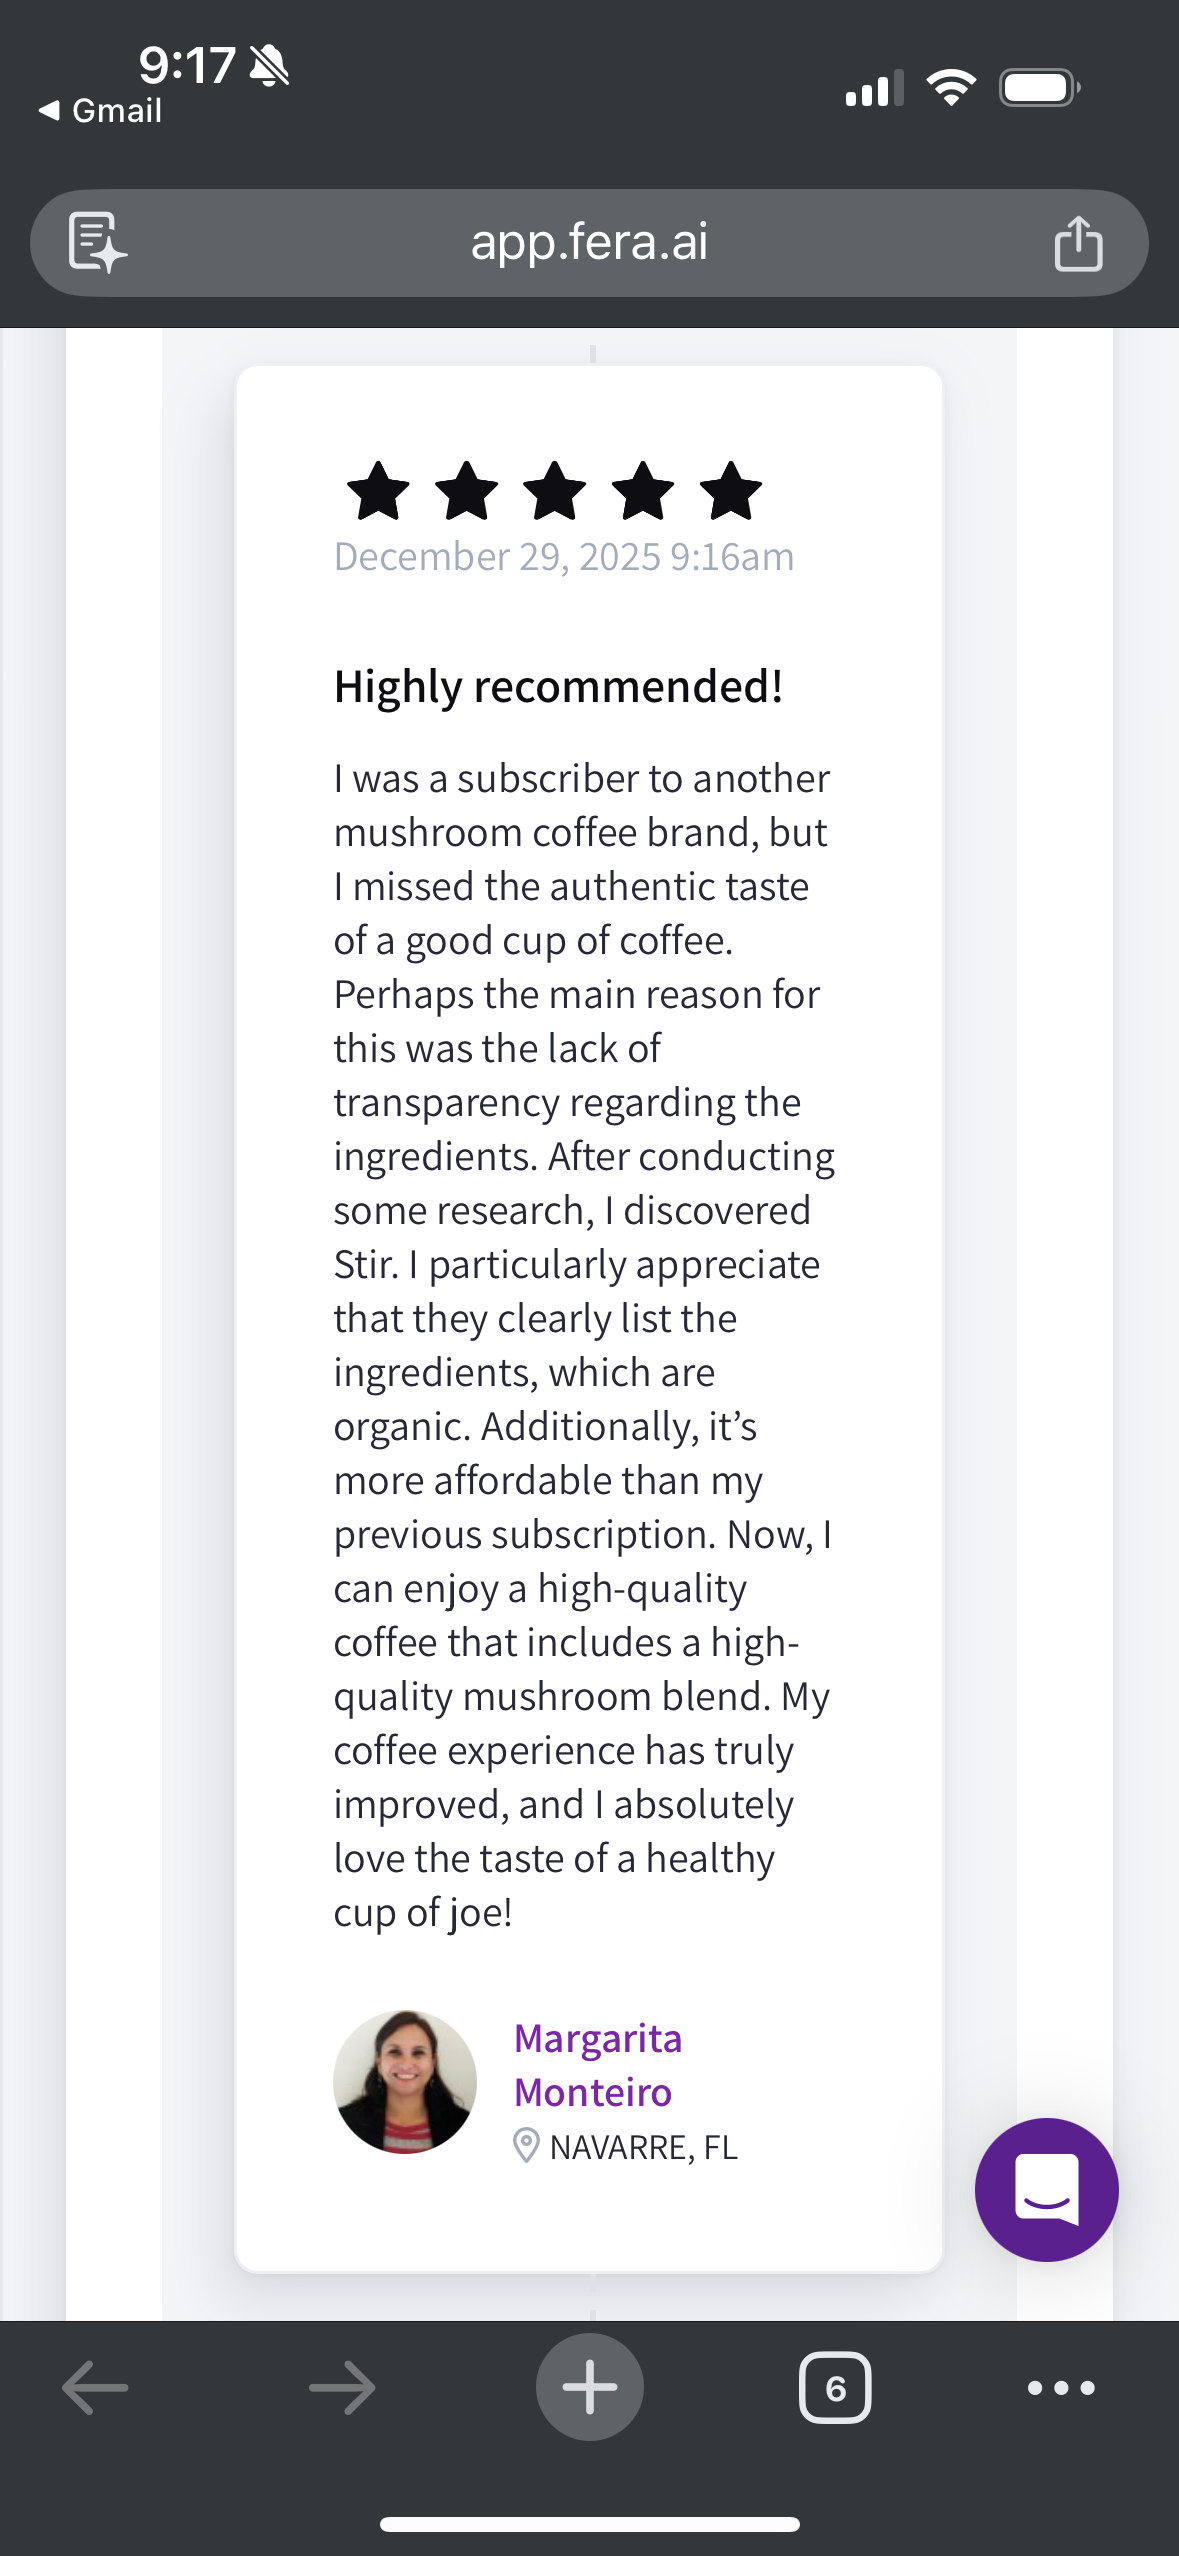 9:17
Gmail
app.fera.ai
December 29, 2025 9:16am
Highly recommended!
I was a subscriber to another
mushroom coffee brand, but
I missed the authentic taste
of a good cup of coffee.
Perhaps the main reason for
this was the lack of
transparency regarding the
ingredients. After conducting
some research, I discovered
Stir. I particularly appreciate
that they clearly list the
ingredients, which are
organic. Additionally, it’s
more affordable than my
previous subscription. Now, I
can enjoy a high-quality
coffee that includes a high-
quality mushroom blend. My
coffee experience has truly
improved, and I absolutely
love the taste of a healthy
cup of joe!
Margarita
Monteiro
NAVARRE, FL
6